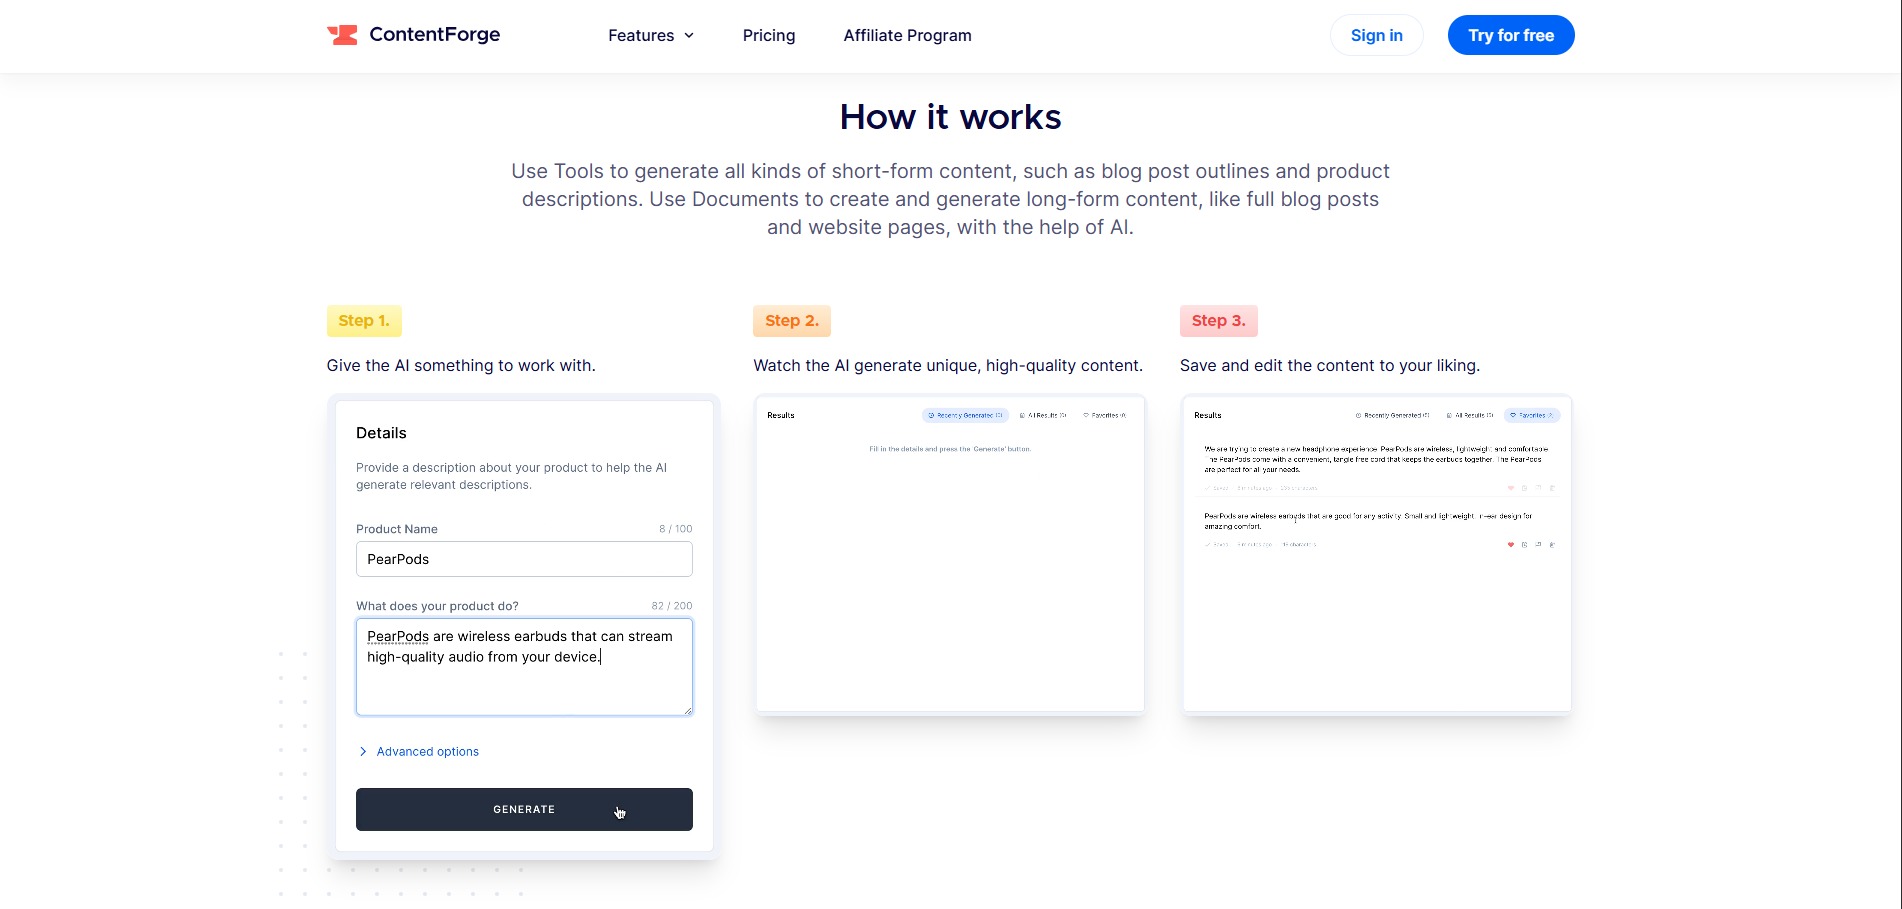 ContentForge
Features
Pricing
Affiliate Program
Sign in
Try for free
How it works
Use Tools to generate all kinds of short-form content, such as blog post outlines and product
descriptions. Use Documents to create and generate long-form content, like full blog posts
and website pages, with the help of AI.
Step 1.
Give the AI something to work with.
Details
Provide a description about your product to help the AI
generate relevant descriptions.
Product Name
8 / 100
PearPods
What does your product do?
82 / 200
PearPods are wireless earbuds that can stream
high-quality audio from your device.
Advanced options
GENERATE
Step 2.
Watch the AI generate unique, high-quality content.
Results
Recently Generated (0)
All Results (0)
Favorites
Fill in the details and press the 'Generate' button.
Step 3.
Save and edit the content to your liking.
Results
Recently Generated
All Results (0)
Favorites
We are trying to create a new headphone experience. PearPods are wireless, lightweight and comfortable.
The PearPods come with a convenient, tangle free cord that keeps the earbuds together. The PearPods
are perfect for all your needs.
Saved minutes ago characters
PearPods are wireless earbuds that are good for any activity. Small and lightweight, in-ear design for
amazing comfort.
Saved minutes ago characters